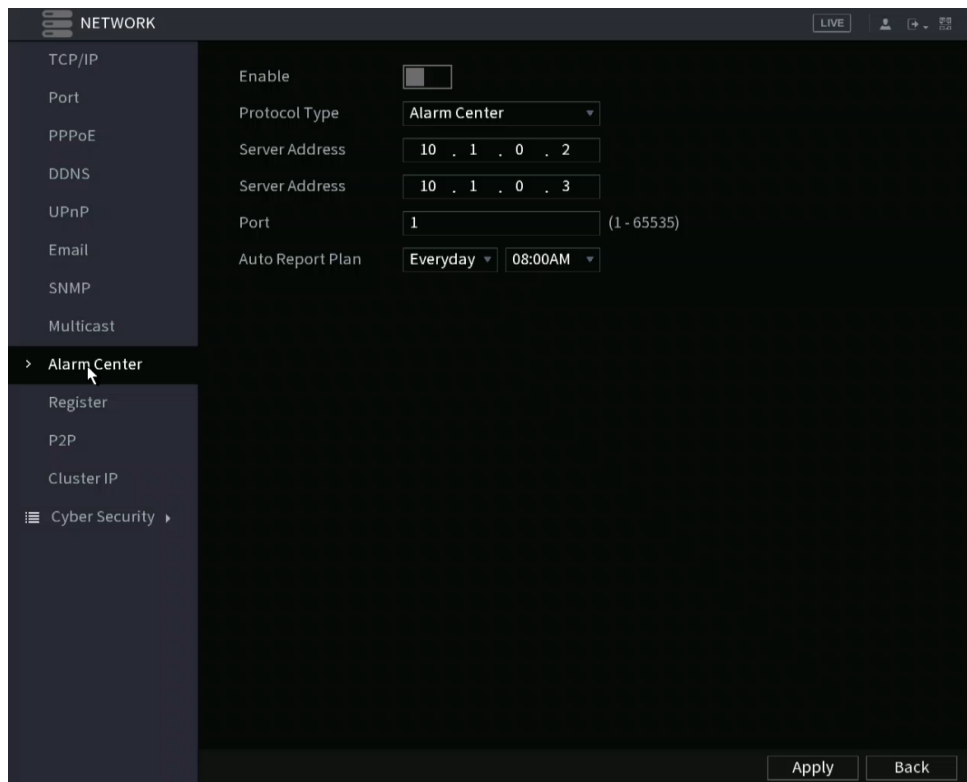 NETWORK
LIVE
TCP/IP
Port
PPPoE
DDNS
UPnP
Email
SNMP
Multicast
Alarm Center
Register
P2P
Cluster IP
Cyber Security
Enable
Protocol Type Alarm Center
Server Address 10 . 1 . 0 . 2
Server Address 10 . 1 . 0 . 3
Port 1 (1 - 65535)
Auto Report Plan Everyday 08:00AM
Apply Back